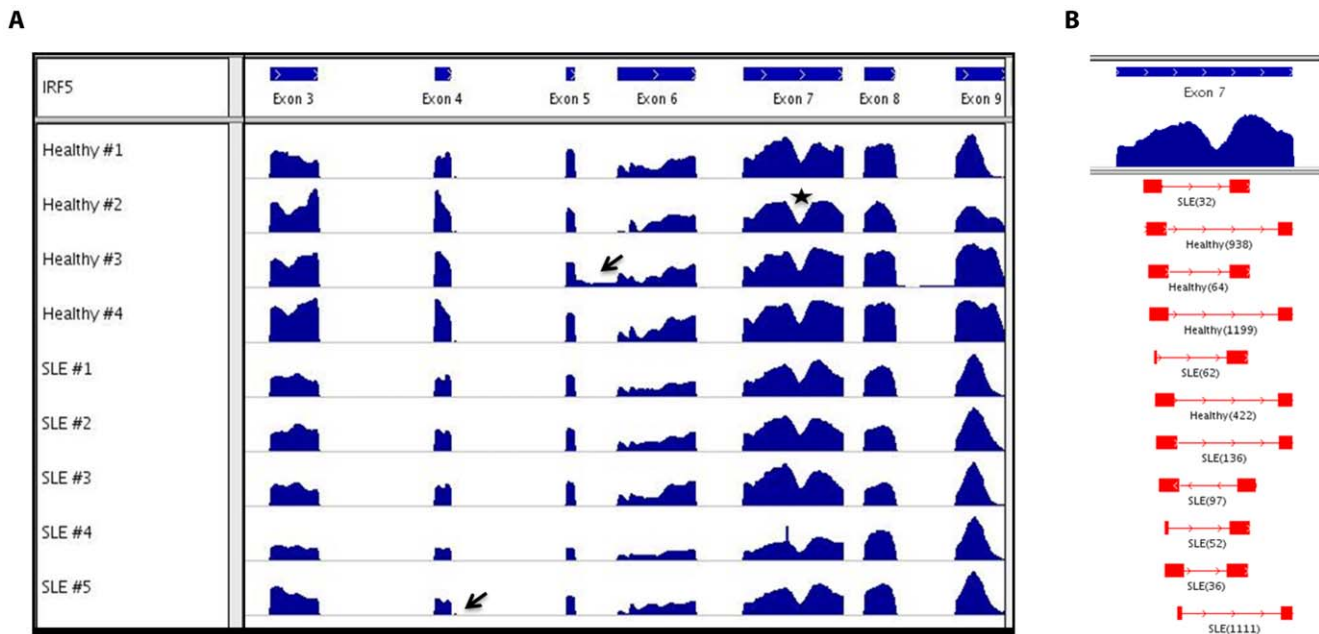 A
B
IRF5
Exon 3
Exon 4
Exon 5
Exon 6
Exon 7
Exon 8
Exon 9
Healthy #1
Healthy #2
Healthy #3
Healthy #4
SLE #1
SLE #2
SLE #3
SLE #4
SLE #5
Exon 7
SLE(32)
Healthy(938)
Healthy(64)
Healthy(1199)
SLE(62)
Healthy(422)
SLE(136)
SLE(97)
SLE(52)
SLE(36)
SLE(1111)